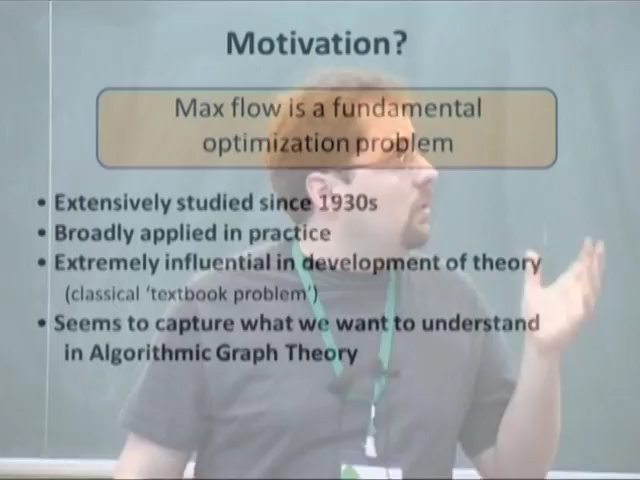 Motivation?
Max flow is a fundamental
optimization problem
• Extensively studied since 1930s
• Broadly applied in practice
• Extremely influential in development of theory
(classical ‘textbook problem’)
• Seems to capture what we want to understand
in Algorithmic Graph Theory